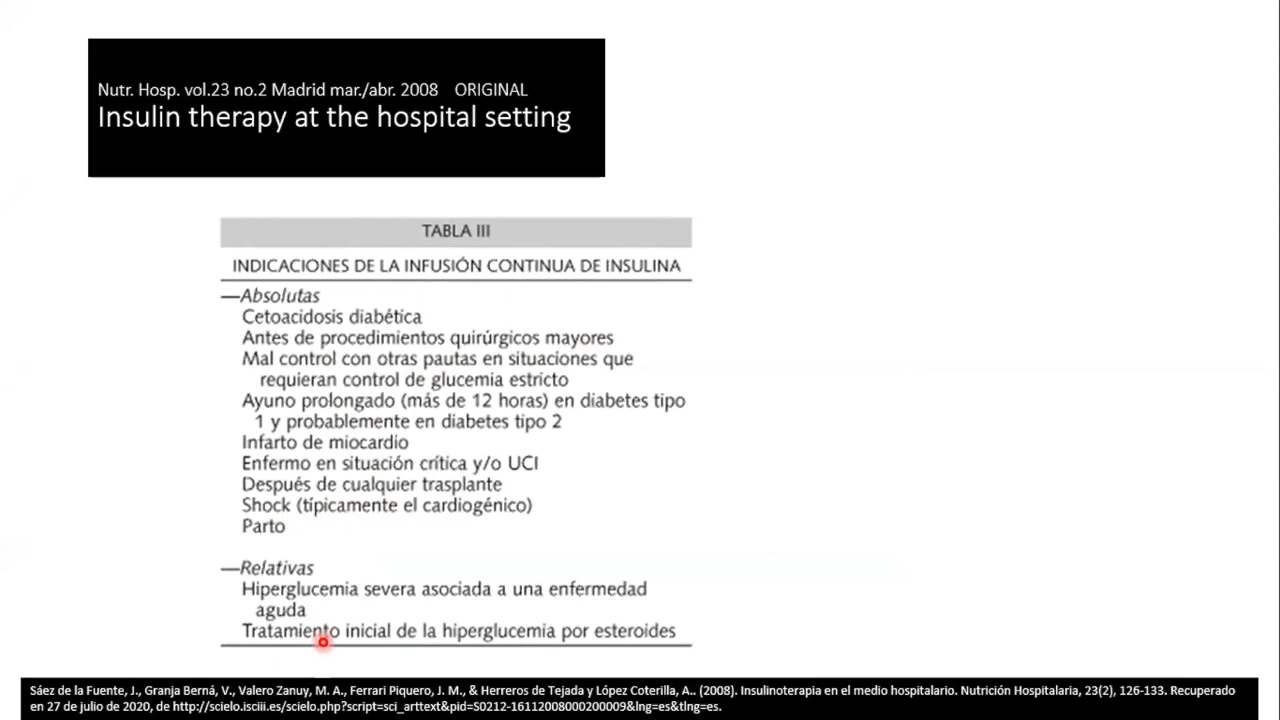 Nutr. Hosp. vol.23 no.2 Madrid mar./abr. 2008 ORIGINAL
Insulin therapy at the hospital setting
TABLA III
INDICACIONES DE LA INFUSIÓN CONTINUA DE INSULINA
—Absolutas
Cetoacidosis diabética
Antes de procedimientos quirúrgicos mayores
Mal control con otras pautas en situaciones que
requieran control de glucemia estricto
Ayuno prolongado (más de 12 horas) en diabetes tipo
1 y probablemente en diabetes tipo 2
Infarto de miocardio
Enfermo en situación crítica y/o UCI
Después de cualquier trasplante
Shock (típicamente el cardiogénico)
Parto
—Relativas
Hiperglucemia severa asociada a una enfermedad
aguda
Tratamiento inicial de la hiperglucemia por esteroides
Sáez de la Fuente, J., Granja Berná, V., Valero Zanuy, M. A., Ferrari Piquero, J. M., & Herreros de Tejada y López Coterilla, A.. (2008). Insulinoterapia en el medio hospitalario. Nutrición Hospitalaria, 23(2), 126-133. Recuperado
en 27 de julio de 2020, de http://scielo.isciii.es/scielo.php?script=sci_arttext&pid=S0212-16112008000200009&lng=es&tlng=es.